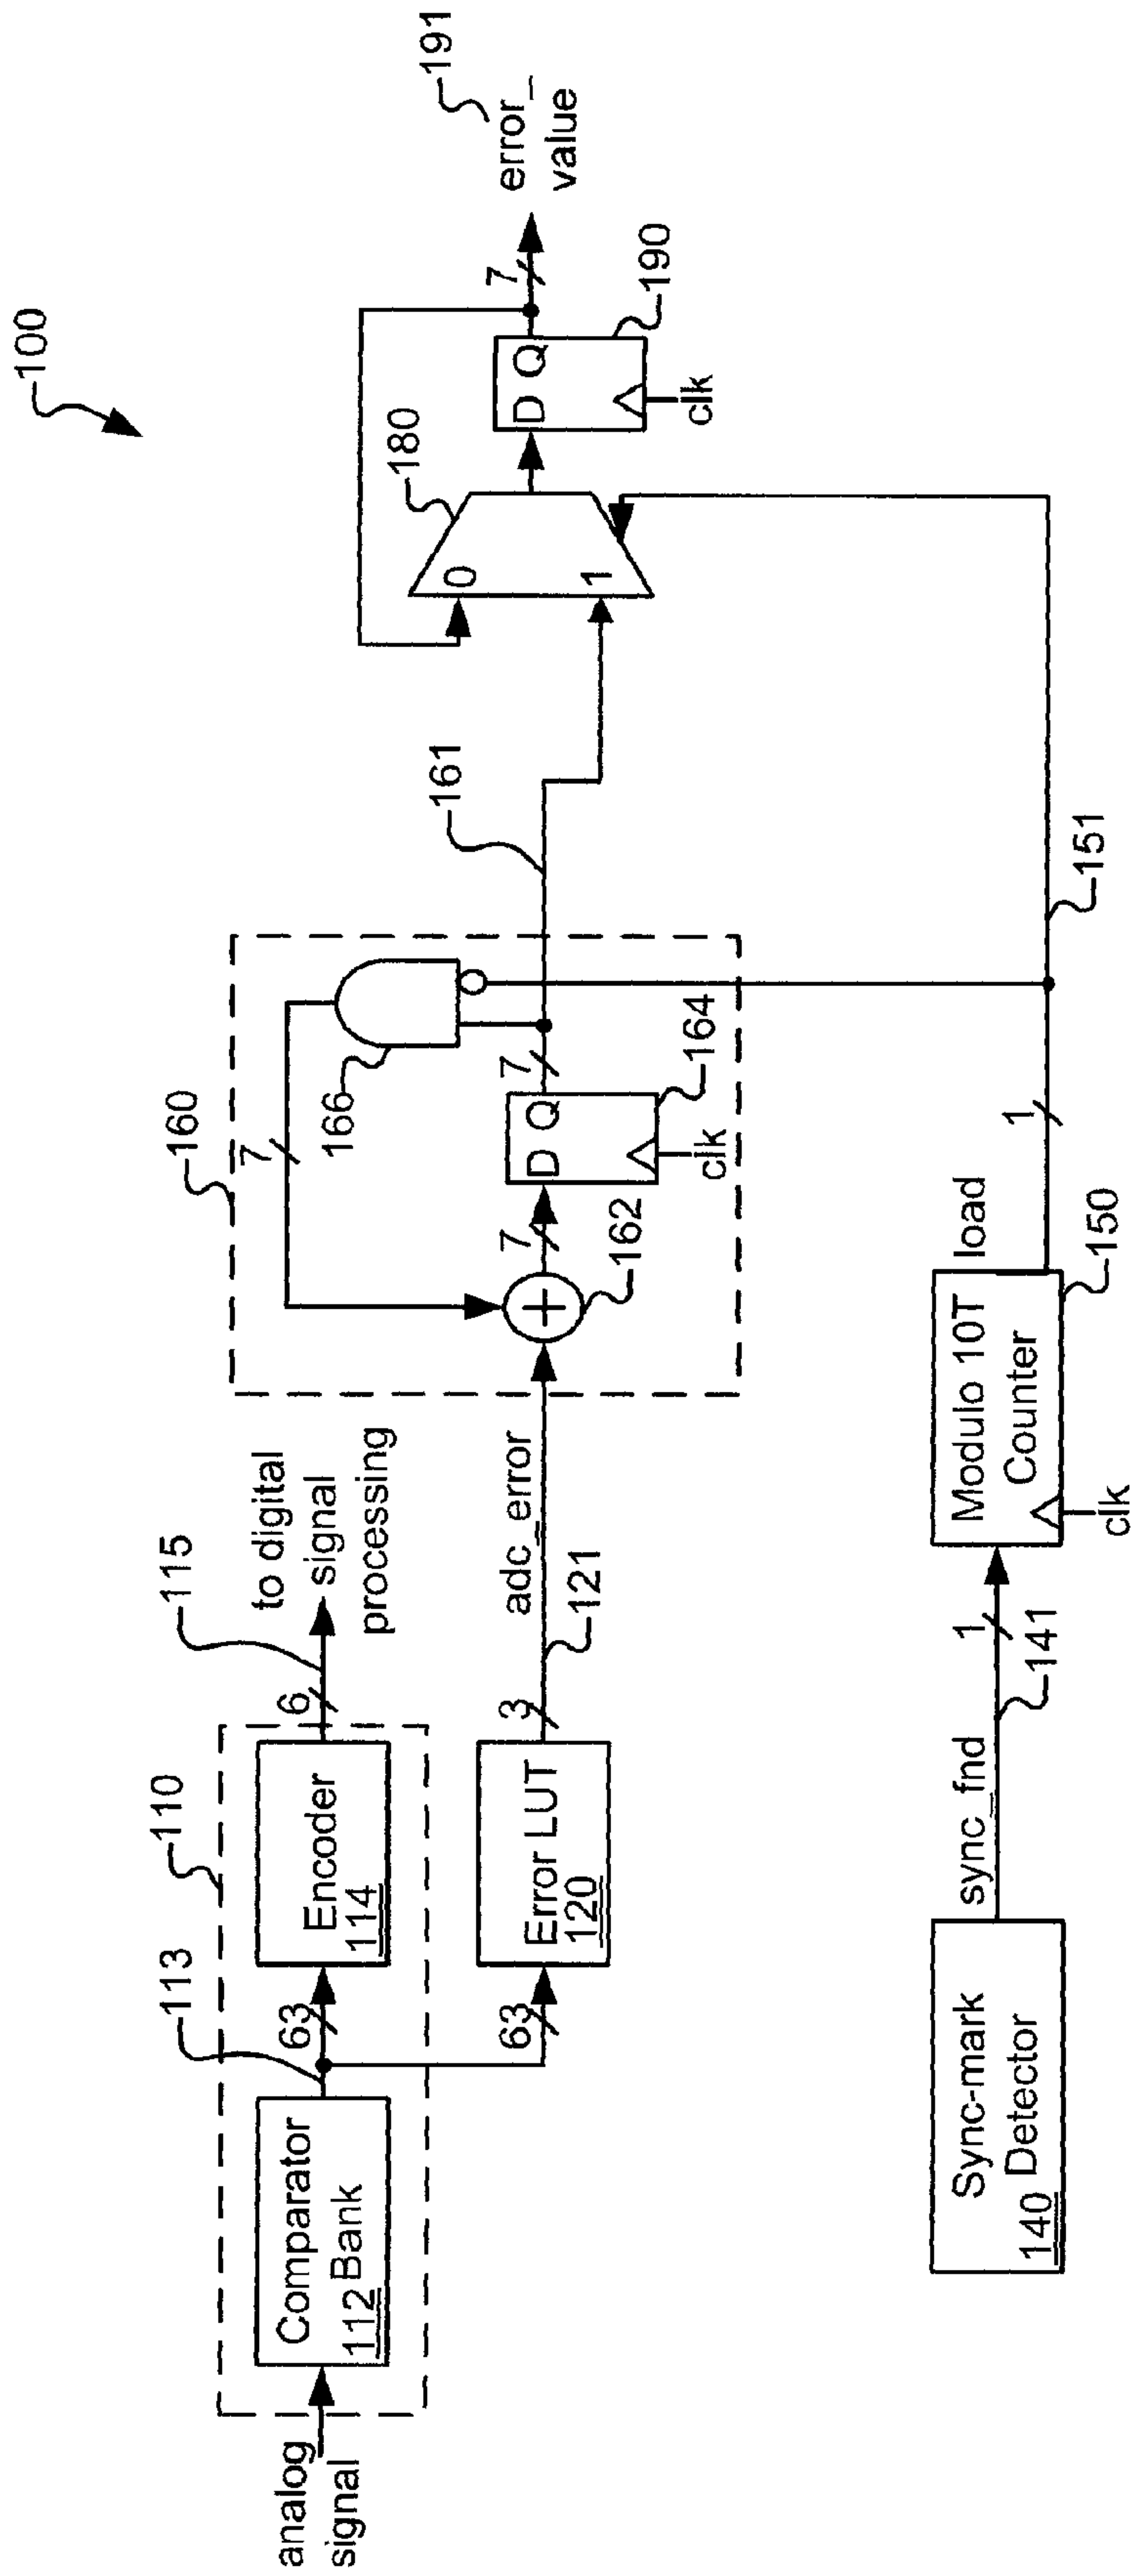 100
analog
signal
110
113
115
Comparator
Bank
112
63
Encoder
114
6
to digital
signal
processing
63
Error LUT
120
3
adc_error
121
160
7
166
162
7
D Q
clk
164
7
161
180
0
1
D Q
clk
190
7
error_
value
191
Sync-mark
Detector
140
sync_fnd
1
141
Modulo 10T
Counter
clk
150
load
1
151